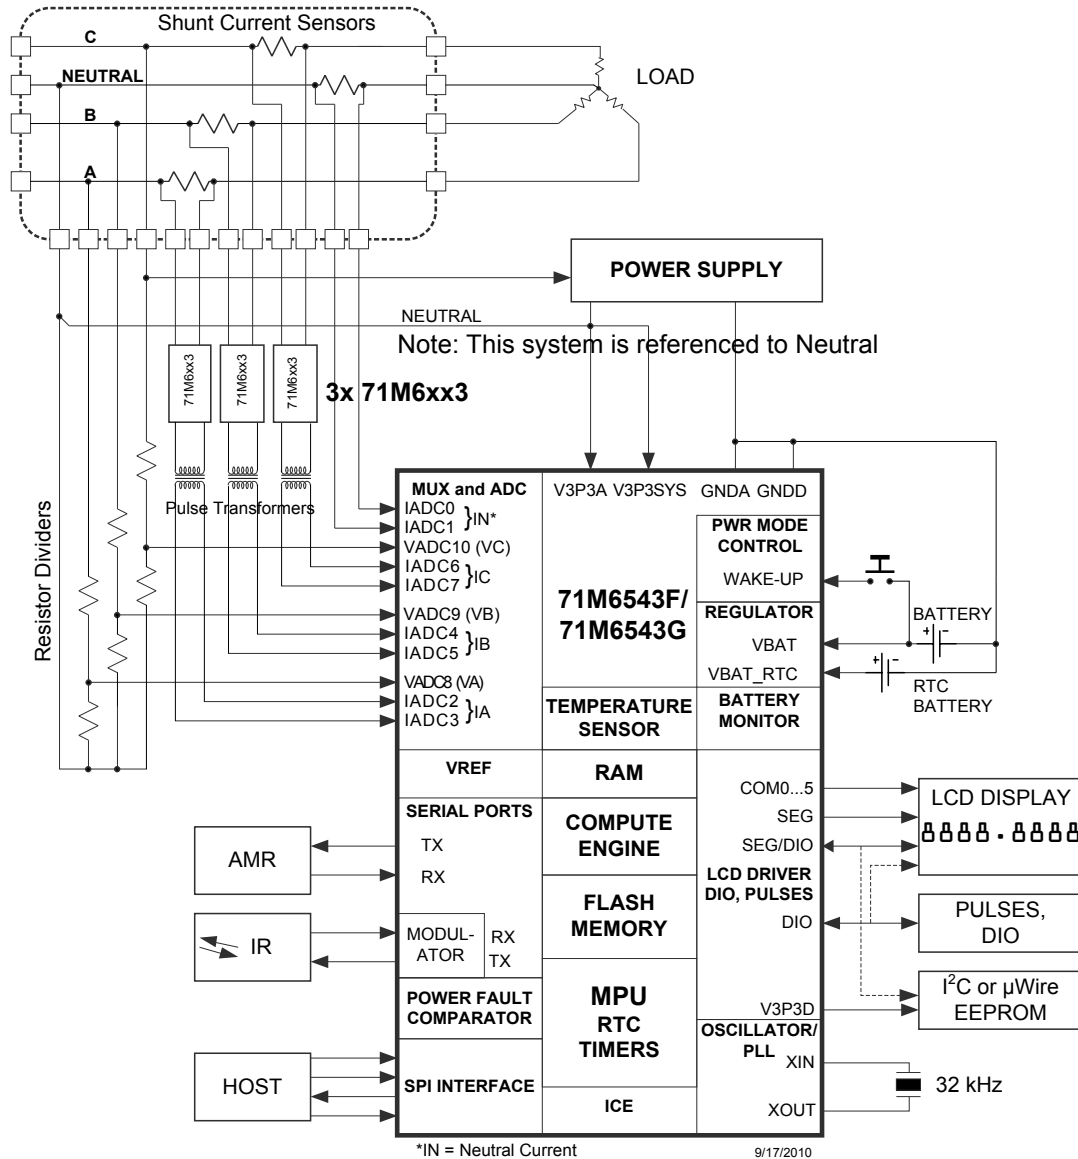 Shunt Current Sensors
C
NEUTRAL
B
A
LOAD
POWER SUPPLY
NEUTRAL
Note: This system is referenced to Neutral
71M6xx3
71M6xx3
71M6xx3
3x 71M6xx3
Pulse Transformers
Resistor Dividers
MUX and ADC
IADC0
IADC1
}IN*
VADC10 (VC)
IADC6
IADC7
}IC
VADC9 (VB)
IADC4
IADC5
}IB
VADC8 (VA)
IADC2
IADC3
}IA
V3P3A V3P3SYS GNDA GNDD
PWR MODE
CONTROL
WAKE-UP
REGULATOR
VBAT
VBAT_RTC
BATTERY
MONITOR
BATTERY
+ -
+ -
RTC
BATTERY
71M6543F/
71M6543G
TEMPERATURE
SENSOR
VREF
RAM
SERIAL PORTS
TX
RX
COMPUTE
ENGINE
FLASH
MEMORY
MODUL-
ATOR
RX
TX
POWER FAULT
COMPARATOR
MPU
RTC
TIMERS
SPI INTERFACE
ICE
COM0...5
SEG
SEG/DIO
LCD DRIVER
DIO, PULSES
DIO
V3P3D
OSCILLATOR/
PLL
XIN
XOUT
AMR
IR
HOST
LCD DISPLAY
8888.8888
PULSES,
DIO
I²C or µWire
EEPROM
32 kHz
*IN = Neutral Current
9/17/2010